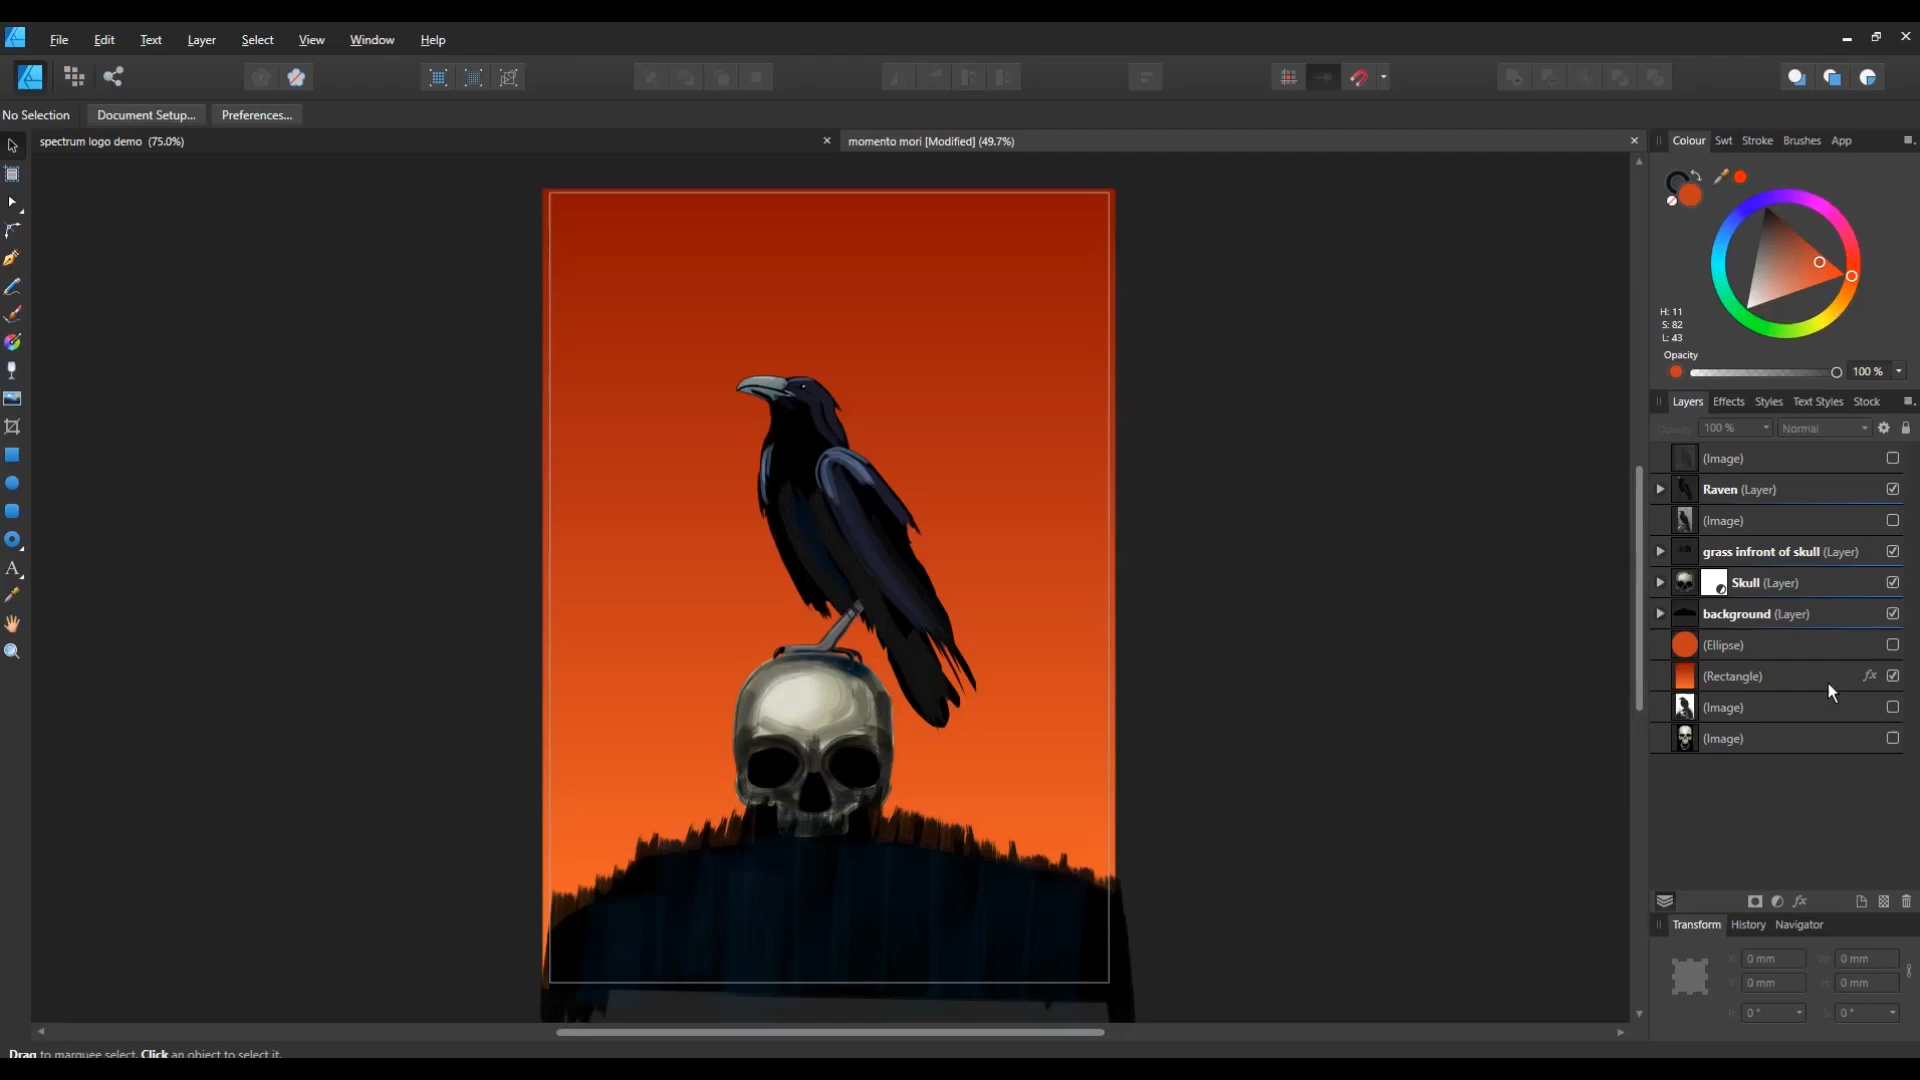 File Edit Text Layer Select View Window Help
No Selection Document Setup... Preferences...
spectrum logo demo (75.0%)
momento mori [Modified] (49.7%)
Colour Swt Stroke Brushes App
H: 11
S: 82
L: 43
Opacity
100 %
Layers Effects Styles Text Styles Stock
Opacity: 100 % Normal
(Image)
Raven (Layer)
(Image)
grass infront of skull (Layer)
Skull (Layer)
background (Layer)
(Ellipse)
(Rectangle) fx
(Image)
(Image)
fx
Transform History Navigator
X: 0 mm W: 0 mm
Y: 0 mm H: 0 mm
R: 0 ° S: 0 °
Drag to marquee select. Click an object to select it.